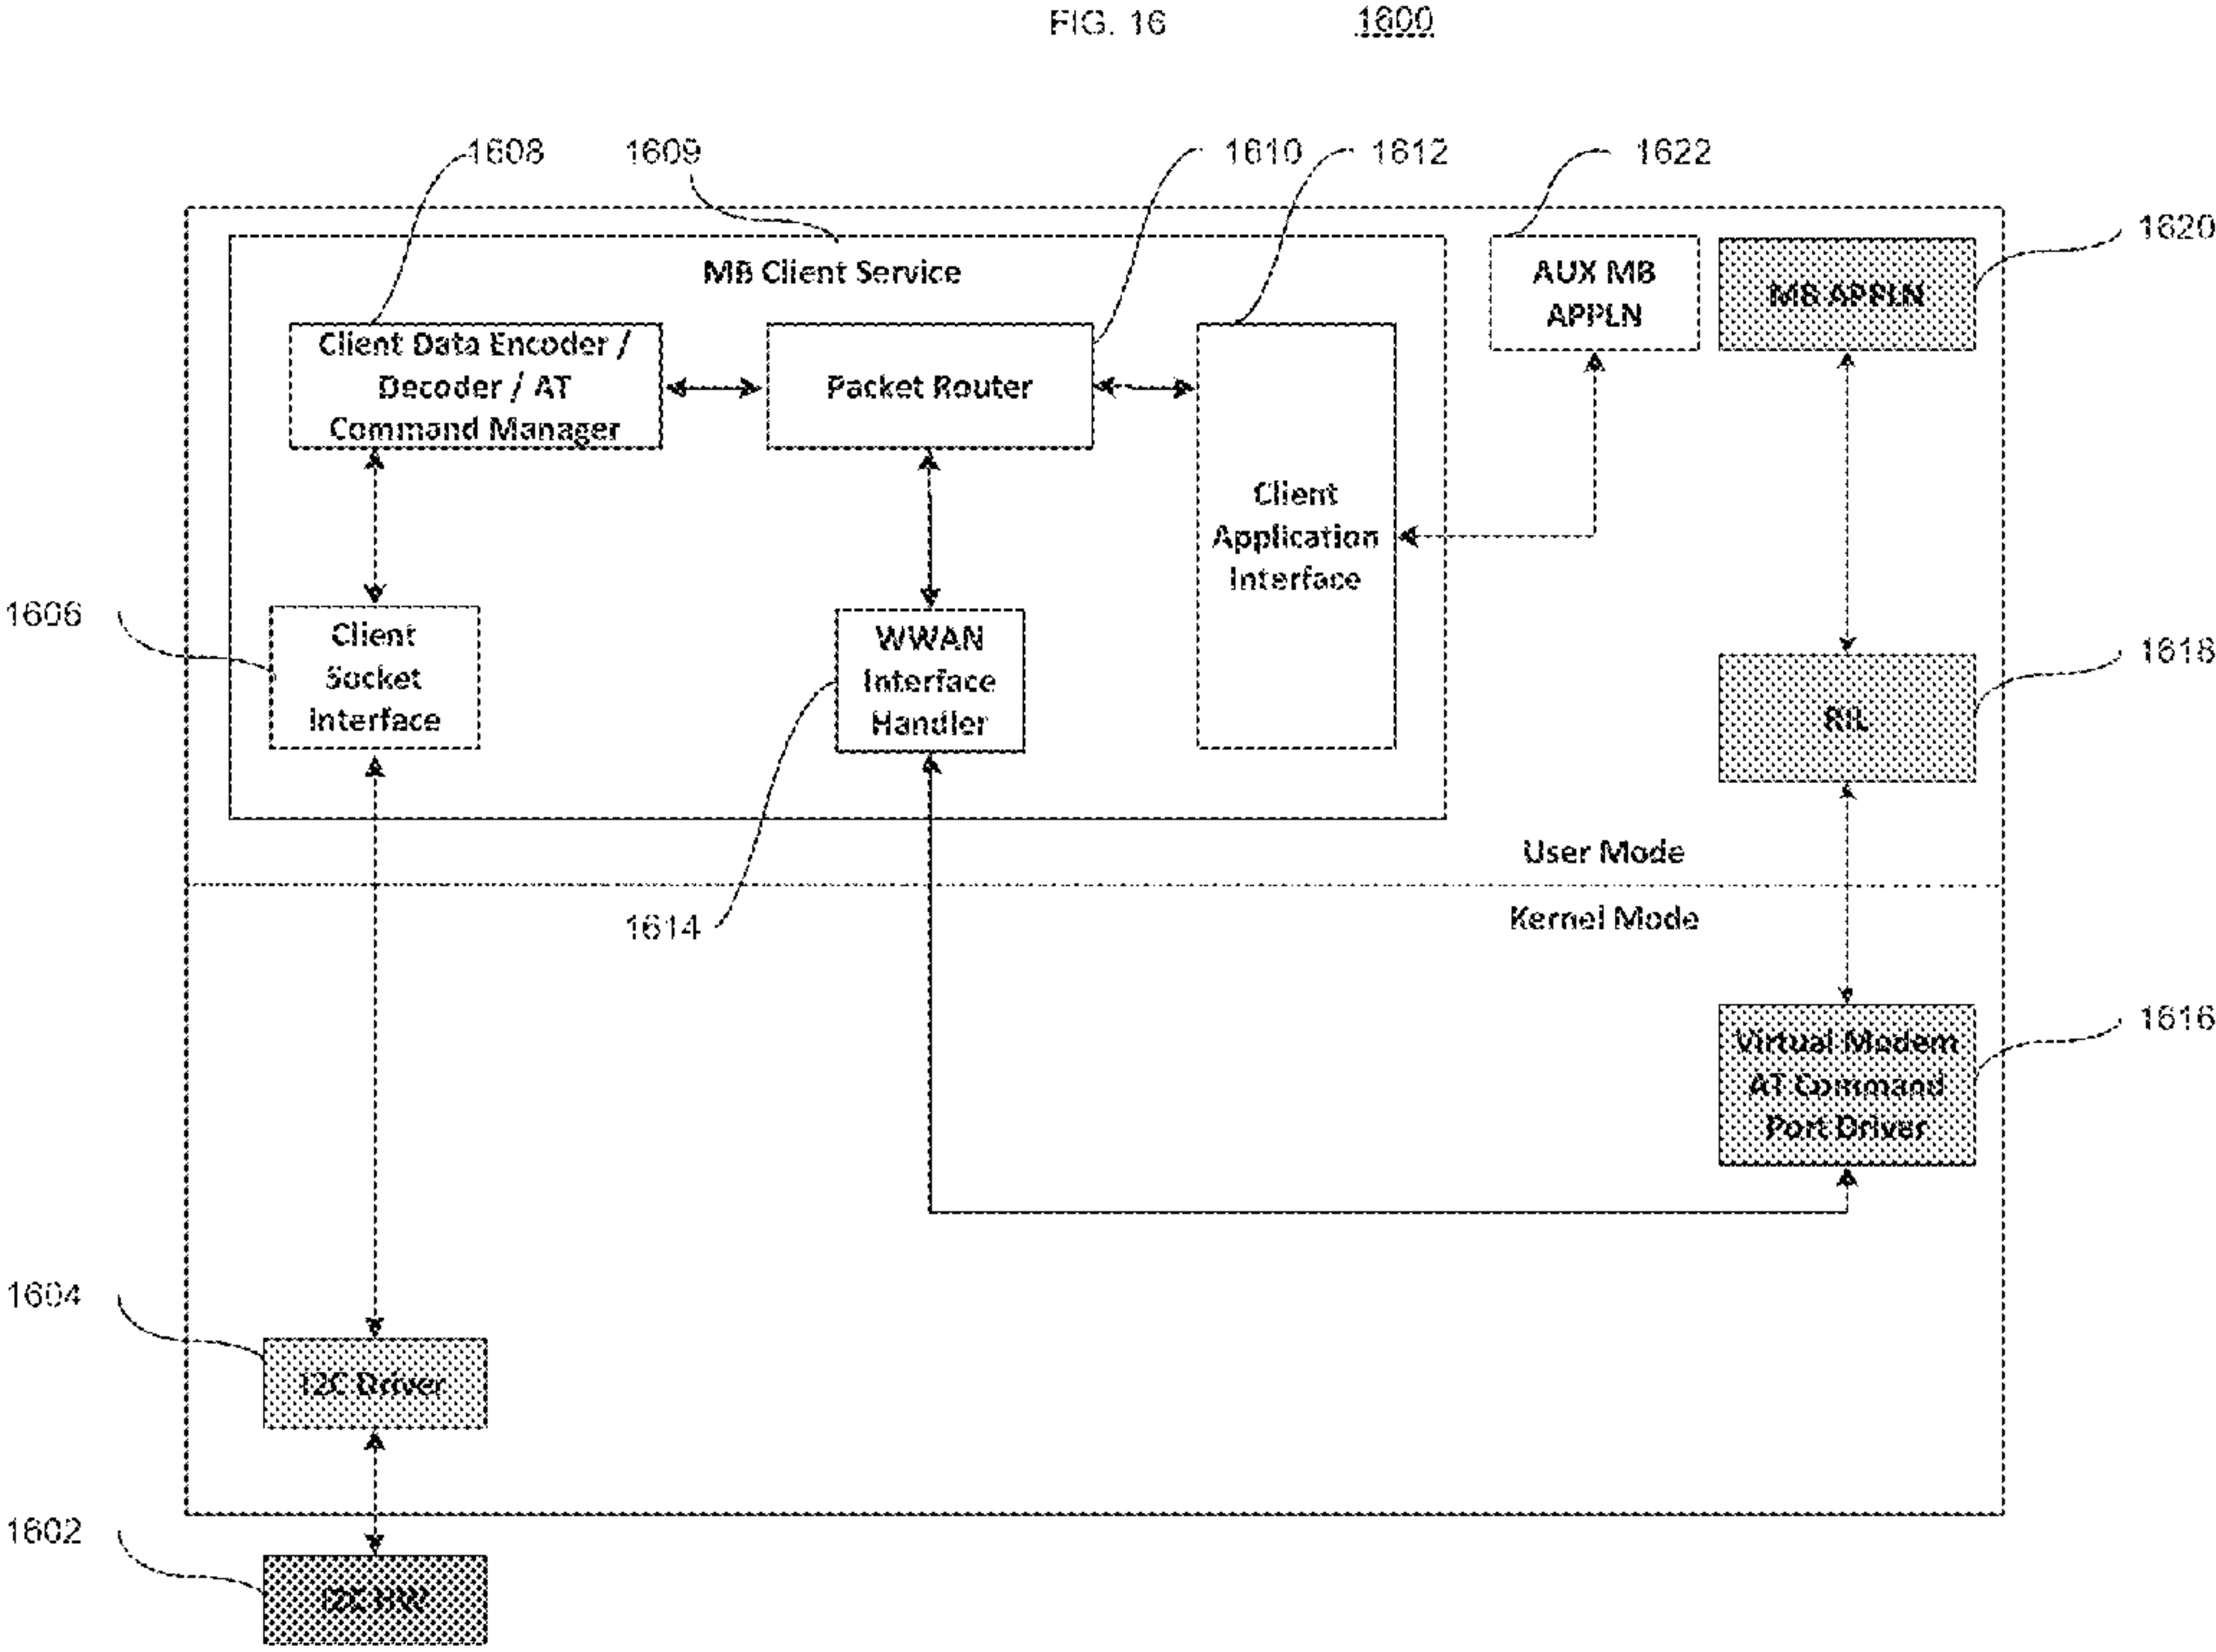 FIG. 16 1600
1608 1609 1610 1612 1622
1620
MB Client Service
AUX MB
APPLN
MB APPLN
Client Data Encoder /
Decoder / AT
Command Manager
Packet Router
Client
Application
Interface
1606
Client
Socket
Interface
WWAN
Interface
Handler
1618
RIL
User Mode
1614
Kernel Mode
1616
Virtual Modem
AT Command
Port Driver
1604
I2C Driver
1602
I2C HW